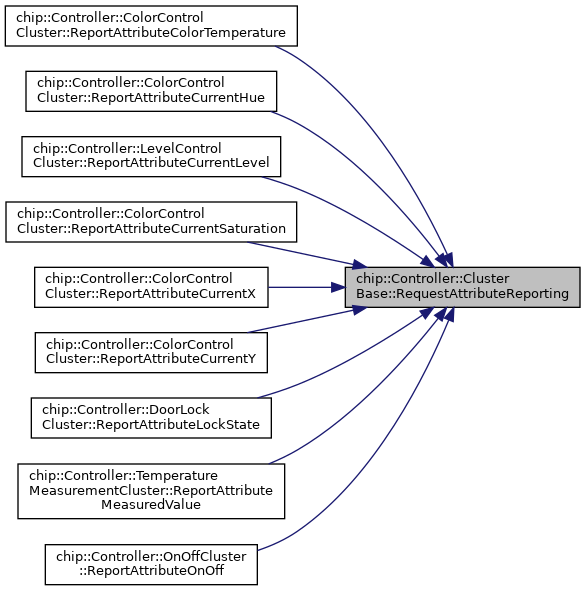 chip::Controller::ColorControl
Cluster::ReportAttributeColorTemperature
chip::Controller::ColorControl
Cluster::ReportAttributeCurrentHue
chip::Controller::LevelControl
Cluster::ReportAttributeCurrentLevel
chip::Controller::ColorControl
Cluster::ReportAttributeCurrentSaturation
chip::Controller::ColorControl
Cluster::ReportAttributeCurrentX
chip::Controller::Cluster
Base::RequestAttributeReporting
chip::Controller::ColorControl
Cluster::ReportAttributeCurrentY
chip::Controller::DoorLock
Cluster::ReportAttributeLockState
chip::Controller::Temperature
MeasurementCluster::ReportAttribute
MeasuredValue
chip::Controller::OnOffCluster
::ReportAttributeOnOff